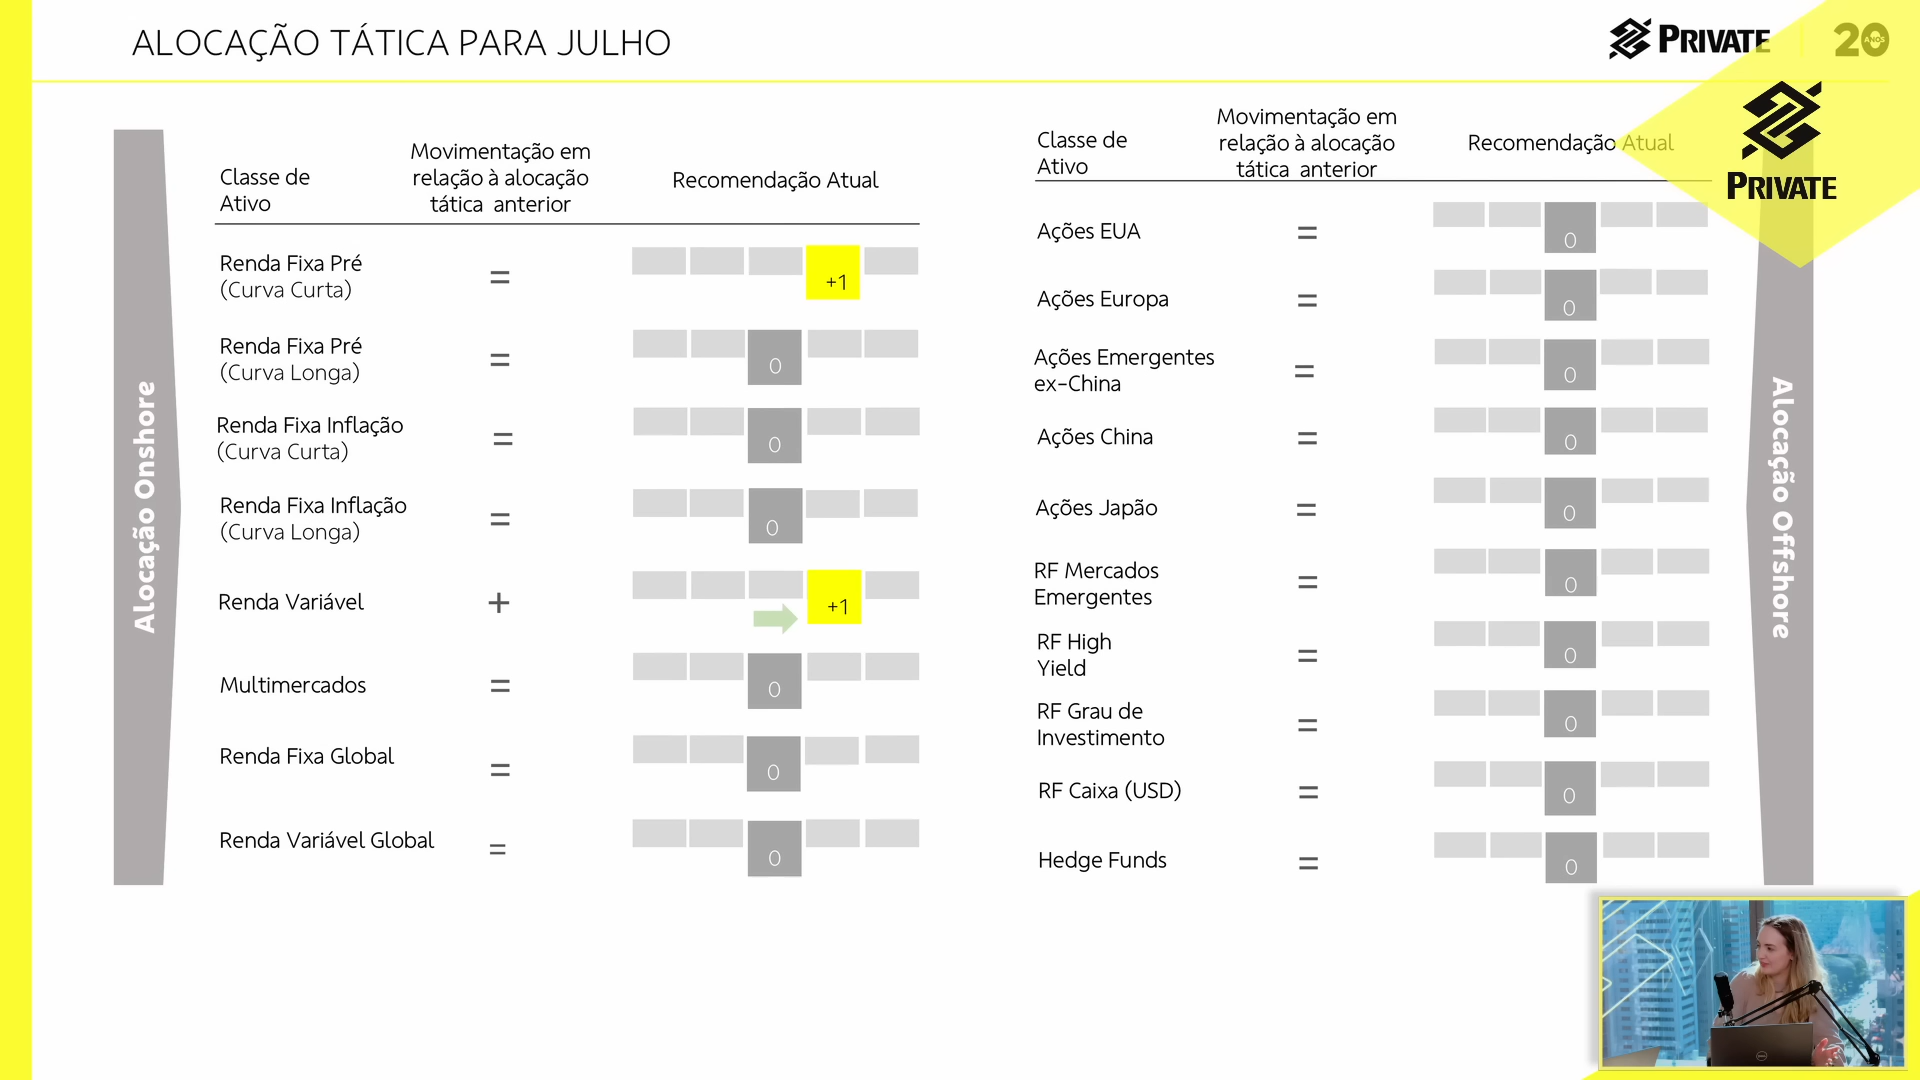 ALOCAÇÃO TÁTICA PARA JULHO
PRIVATE
20
ANOS
PRIVATE
Alocação Onshore
Classe de
Ativo
Movimentação em
relação à alocação
tática anterior
Recomendação Atual
Renda Fixa Pré
(Curva Curta)
=
+1
Renda Fixa Pré
(Curva Longa)
=
0
Renda Fixa Inflação
(Curva Curta)
=
0
Renda Fixa Inflação
(Curva Longa)
=
0
Renda Variável
+
+1
Multimercados
=
0
Renda Fixa Global
=
0
Renda Variável Global
=
0
Classe de
Ativo
Movimentação em
relação à alocação
tática anterior
Recomendação Atual
Ações EUA
=
0
Ações Europa
=
0
Ações Emergentes
ex-China
=
0
Ações China
=
0
Ações Japão
=
0
RF Mercados
Emergentes
=
0
RF High
Yield
=
0
RF Grau de
Investimento
=
0
RF Caixa (USD)
=
0
Hedge Funds
=
0
Alocação Offshore